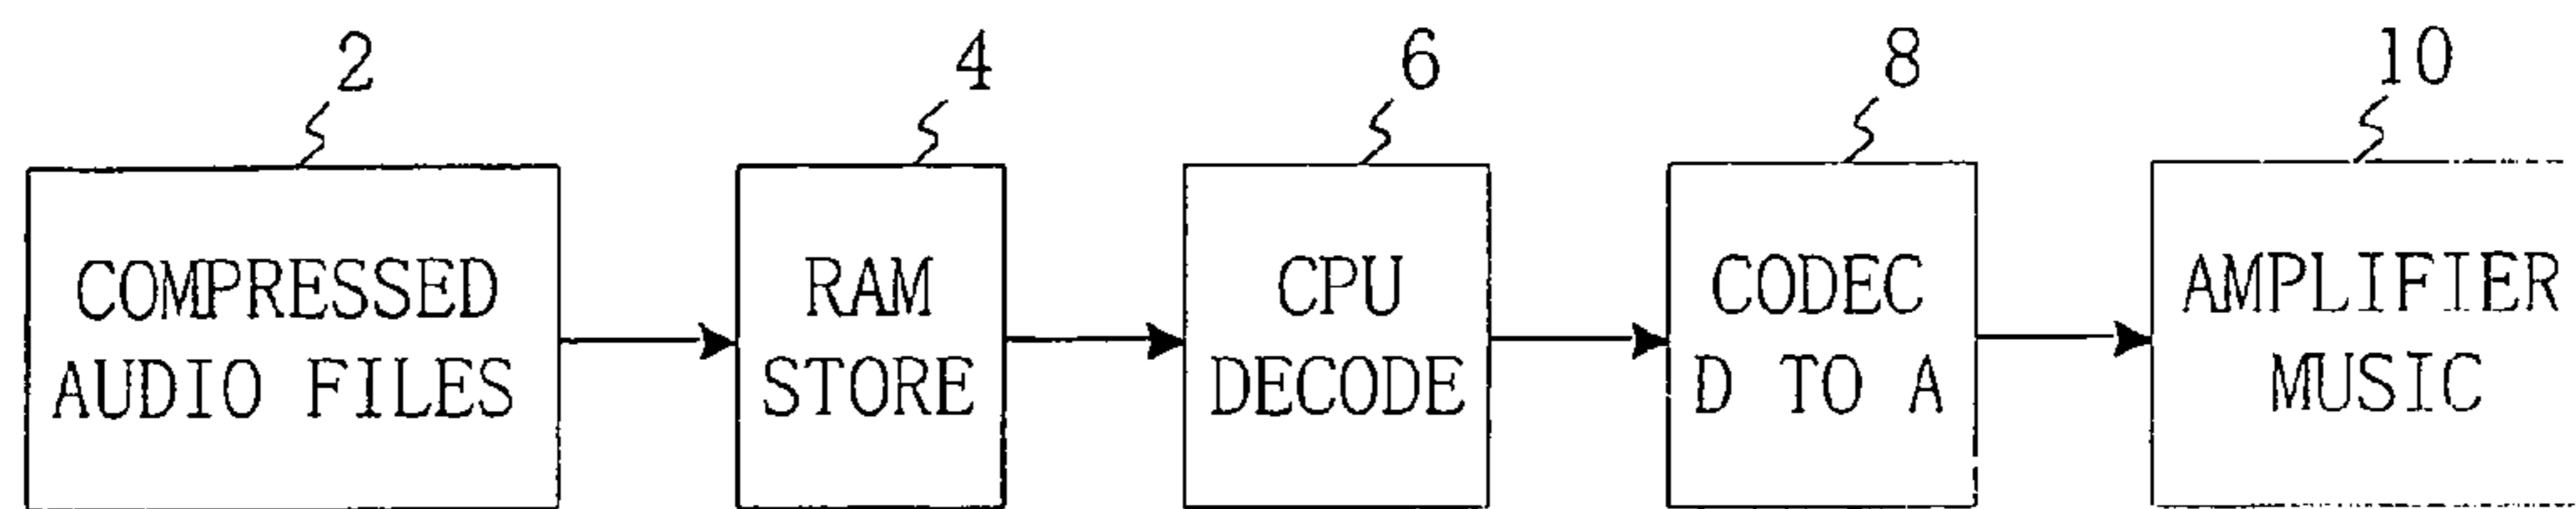 2
4
6
8
10
COMPRESSED
AUDIO FILES
RAM
STORE
CPU
DECODE
CODEC
D TO A
AMPLIFIER
MUSIC